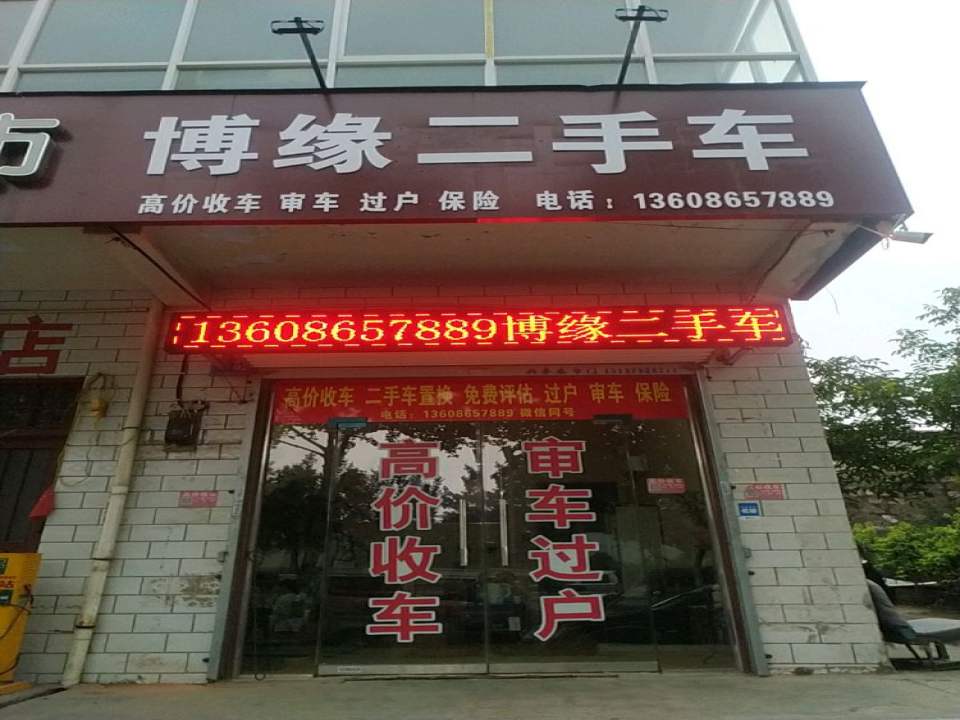 博缘二手车
高价收车 审车 过户 保险 电话：13608657889
13608657889博缘二手车
店
高价收车 二手车置换 免费评估 过户 审车 保险
电话：13608657889 微信同号
高价收车
审车过户